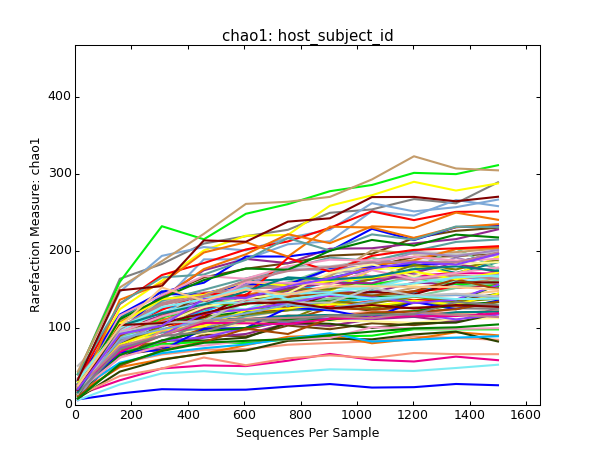 chao1: host_subject_id
Rarefaction Measure: chao1
400
300
200
100
0
0 200 400 600 800 1000 1200 1400 1600
Sequences Per Sample